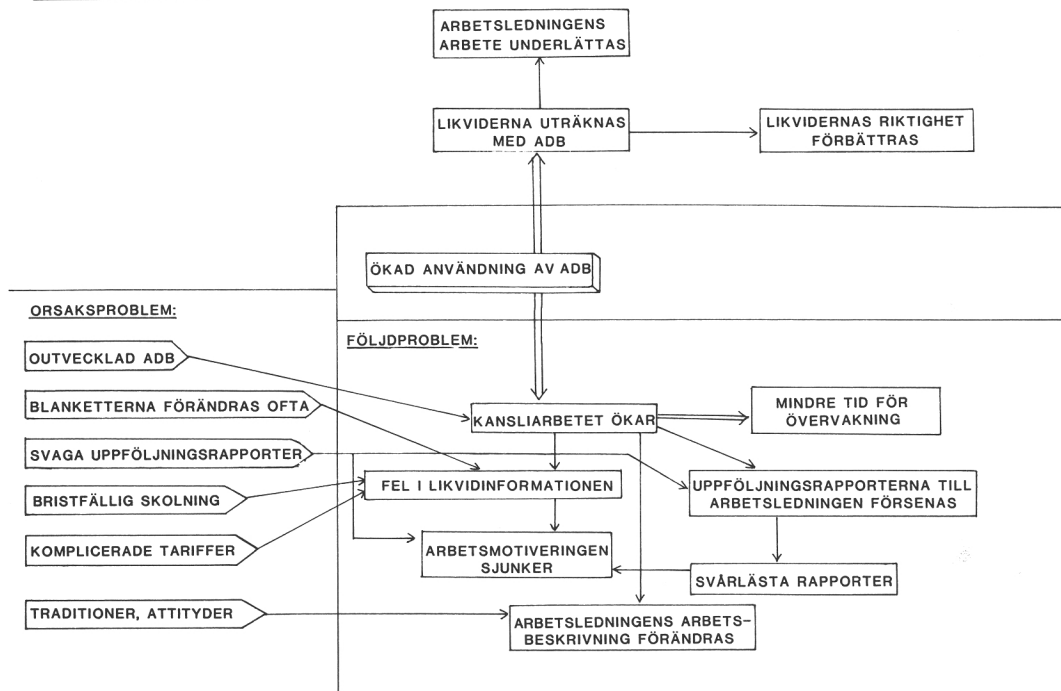 ARBETSLEDNINGENS
ARBETE UNDERLÄTTAS
LIKVIDERNA UTRÄKNAS
MED ADB
LIKVIDERNAS RIKTIGHET
FÖRBÄTTRAS
ÖKAD ANVÄNDNING AV ADB
ORSAKSPROBLEM:
OUTVECKLAD ADB
BLANKETTERNA FÖRÄNDRAS OFTA
SVAGA UPPFÖLJNINGSRAPPORTER
BRISTFÄLLIG SKOLNING
KOMPLICERADE TARIFFER
TRADITIONER, ATTITYDER
FÖLJDPROBLEM:
KANSLIARBETET ÖKAR
MINDRE TID FÖR
ÖVERVAKNING
FEL I LIKVIDINFORMATIONEN
UPPFÖLJNINGSRAPPORTERNA TILL
ARBETSLEDNINGEN FÖRSENAS
ARBETSMOTIVERINGEN
SJUNKER
SVÅRLÄSTA RAPPORTER
ARBETSLEDNINGENS ARBETS-
BESKRIVNING FÖRÄNDRAS